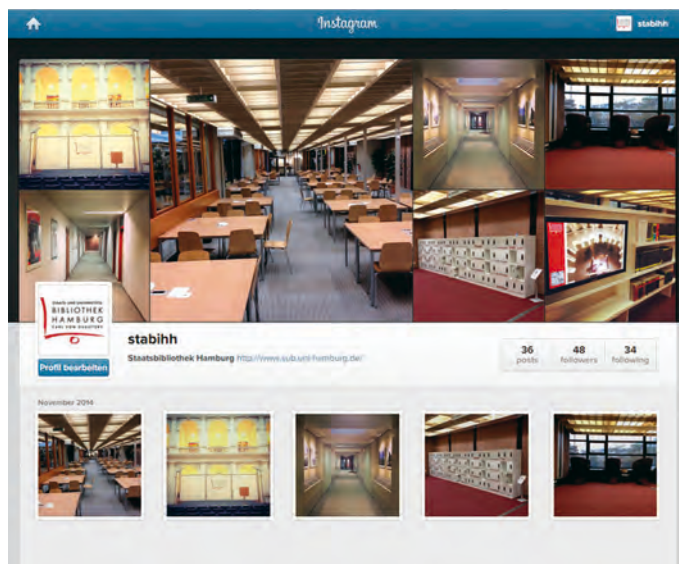 Instagram
stabihh
STAATS UND UNIVERSITÄTS
BIBLIOTHEK
HAMBURG
CARL VON OSSIETZKY
Profil bearbeiten
stabihh
Staatsbibliothek Hamburg http://www.sub.uni-hamburg.de/
36
posts
48
followers
34
following
November 2014